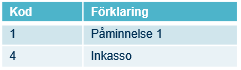 Kod Förklaring
1 Påminnelse 1
4 Inkasso